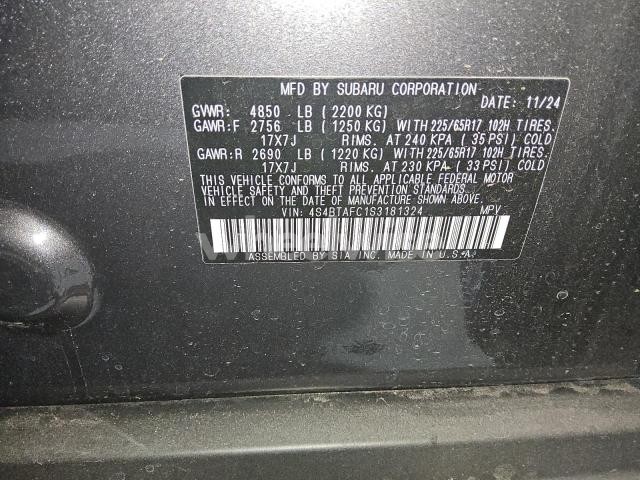 MFD BY SUBARU CORPORATION
DATE: 11/24
GVWR: 4850 LB (2200 KG)
GAWR:F 2756 LB (1250 KG) WITH 225/65R17 102H TIRES.
17X7J RIMS. AT 240 KPA (35 PSI) COLD
GAWR:R 2690 LB (1220 KG) WITH 225/65R17 102H TIRES.
17X7J RIMS. AT 230 KPA (33 PSI) COLD
THIS VEHICLE CONFORMS TO ALL APPLICABLE FEDERAL MOTOR
VEHICLE SAFETY AND THEFT PREVENTION STANDARDS
IN EFFECT ON THE DATE OF MANUFACTURE SHOWN ABOVE.
VIN: 4S4BTAFC1S3181324 MPV
ASSEMBLED BY SIA INC. MADE IN U.S.A.